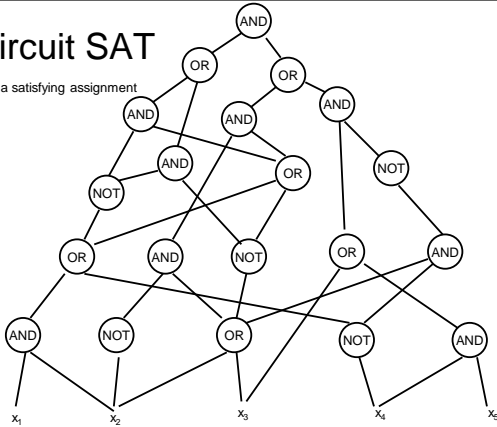 AND
ircuit SAT
OR
OR
a satisfying assignment
AND
AND
AND
AND
OR
NOT
NOT
OR
AND
NOT
OR
AND
AND
NOT
OR
NOT
AND
x1
x2
x3
x4
x5